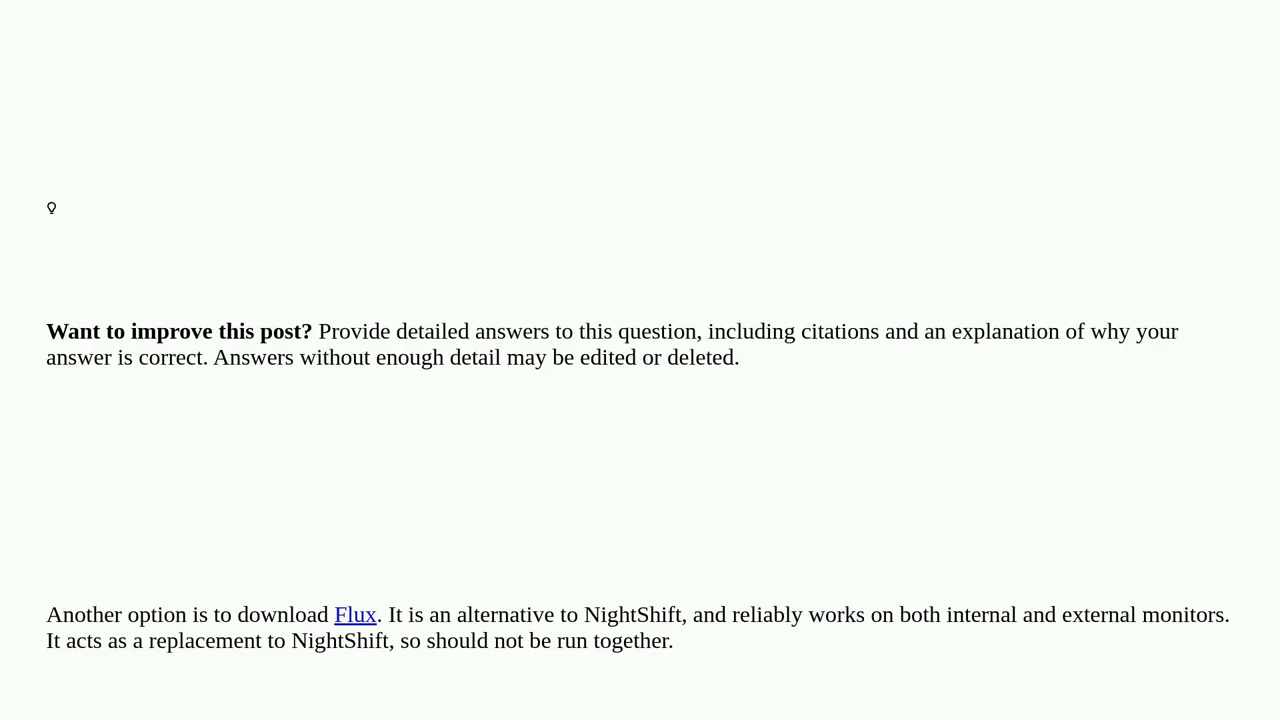 Want to improve this post? Provide detailed answers to this question, including citations and an explanation of why your
answer is correct. Answers without enough detail may be edited or deleted.
Another option is to download Flux. It is an alternative to NightShift, and reliably works on both internal and external monitors.
It acts as a replacement to NightShift, so should not be run together.